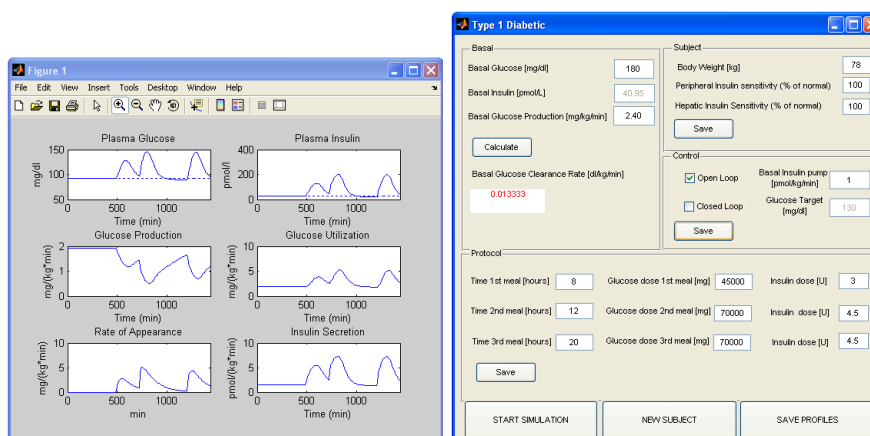 Figure 1
File Edit View Insert Tools Desktop Window Help
Plasma Glucose
mg/dl
150
100
50
0 500 1000
Time (min)
Plasma Insulin
pmol/l
400
200
0
0 500 1000
Time (min)
Glucose Production
mg/(kg*min)
2
1
0
0 500 1000
Time (min)
Glucose Utilization
mg/(kg*min)
10
5
0
0 500 1000
Time (min)
Rate of Appearance
mg/(kg*min)
10
5
0
0 500 1000
min
Insulin Secretion
pmol/(kg*min)
10
5
0
0 500 1000
Time (min)
Type 1 Diabetic
Basal
Basal Glucose [mg/dl] 180
Basal Insulin [pmol/L] 40.95
Basal Glucose Production [mg/kg/min] 2.40
Calculate
Basal Glucose Clearance Rate [dl/kg/min]
0.013333
Subject
Body Weight [kg] 78
Peripheral Insulin sensitivity (% of normal) 100
Hepatic Insulin Sensitivity (% of normal) 100
Save
Control
Open Loop
Basal Insulin pump
[pmol/kg/min]
1
Closed Loop
Glucose Target
[mg/dl]
130
Save
Protocol
Time 1st meal [hours] 8 Glucose dose 1st meal [mg] 45000 Insulin dose [U] 3
Time 2nd meal [hours] 12 Glucose dose 2nd meal [mg] 70000 Insulin dose [U] 4.5
Time 3rd meal [hours] 20 Glucose dose 3rd meal [mg] 70000 Insulin dose [U] 4.5
Save
START SIMULATION NEW SUBJECT SAVE PROFILES